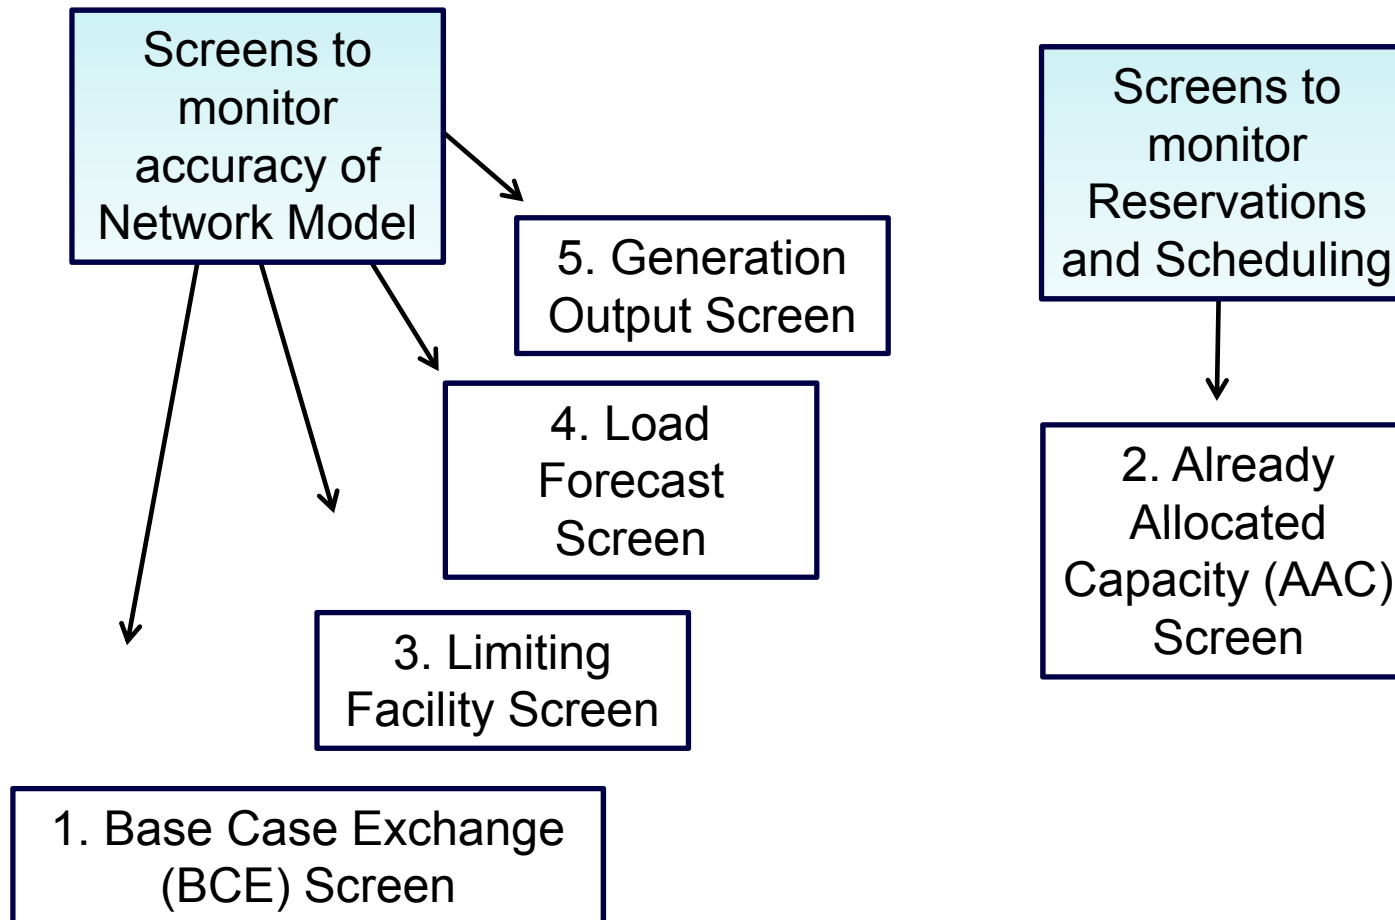 Screens to
monitor
accuracy of
Network Model
Screens to
monitor
Reservations
and Scheduling
5. Generation
Output Screen
4. Load
Forecast
Screen
2. Already
Allocated
Capacity (AAC)
Screen
3. Limiting
Facility Screen
1. Base Case Exchange
(BCE) Screen